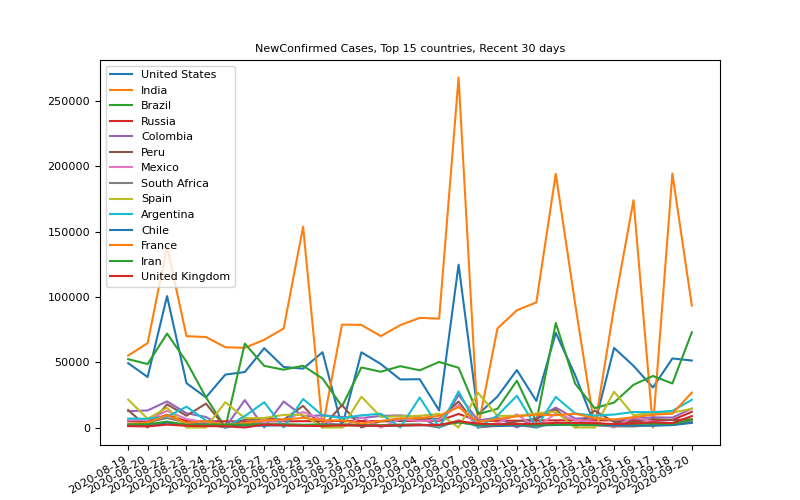 NewConfirmed Cases, Top 15 countries, Recent 30 days
250000
200000
150000
100000
50000
0
United States
India
Brazil
Russia
Colombia
Peru
Mexico
South Africa
Spain
Argentina
Chile
France
Iran
United Kingdom
2020-08-19
2020-08-20
2020-08-22
2020-08-23
2020-08-24
2020-08-25
2020-08-26
2020-08-27
2020-08-28
2020-08-29
2020-08-30
2020-08-31
2020-09-01
2020-09-02
2020-09-03
2020-09-04
2020-09-05
2020-09-07
2020-09-08
2020-09-09
2020-09-10
2020-09-11
2020-09-12
2020-09-13
2020-09-14
2020-09-15
2020-09-16
2020-09-17
2020-09-18
2020-09-20